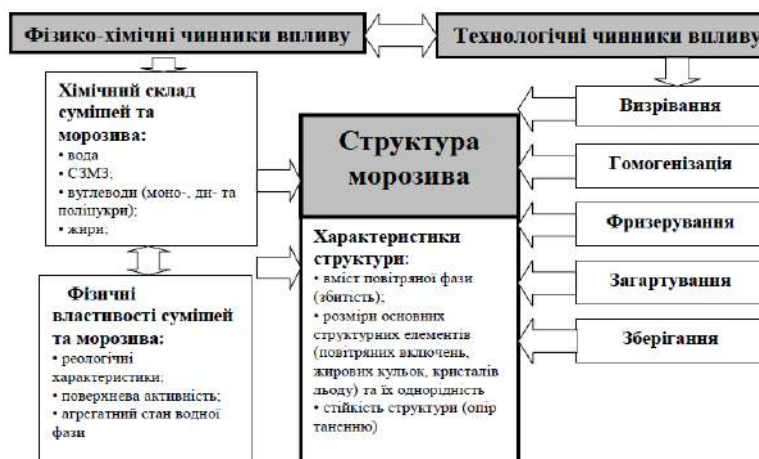 Фізико-хімічні чинники впливу
Технологічні чинники впливу
Хімічний склад
сумішей та
морозива:
• вода
• СЗМЗ;
• вуглеводи (моно-, ди- та
поліцукри);
• жири;
Фізичні
властивості сумішей
та морозива:
• реологічні
характеристики;
• поверхнева активність;
• агрегатний стан водної
фази
Структура
морозива
Характеристики
структури:
• вміст повітряної фази
(збитість);
• розміри основних
структурних елементів
(повітряних включень,
жирових кульок, кристалів
льоду) та їх однорідність
• стійкість структури (опір
таненню)
Визрівання
Гомогенізація
Фризерування
Загартування
Зберігання